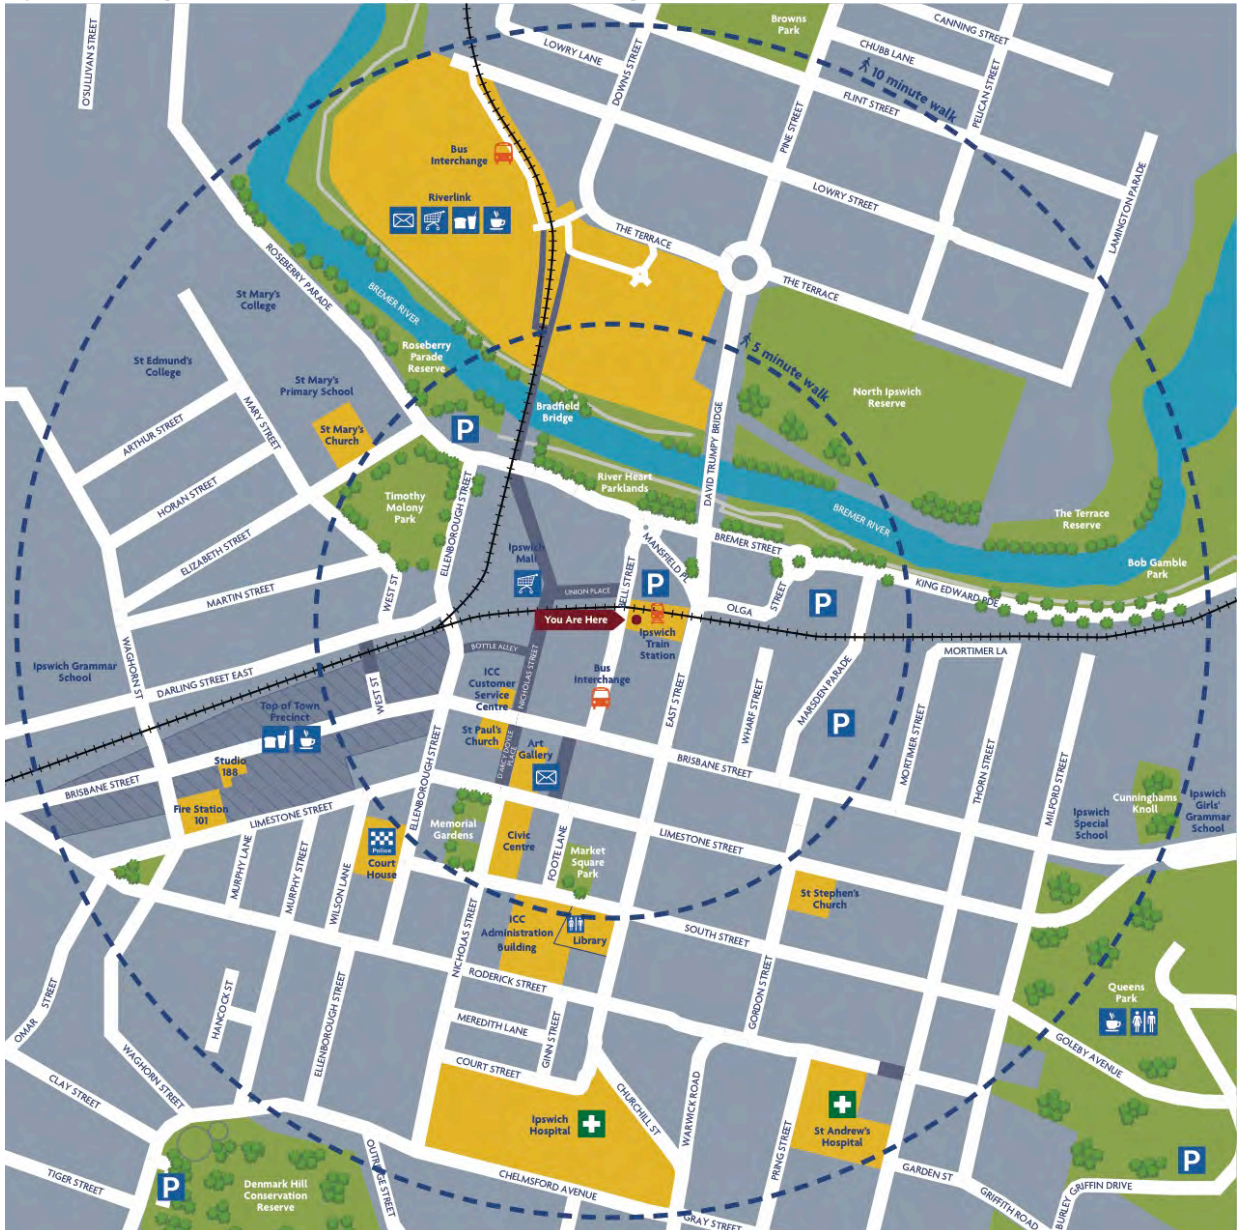 Browns
Park
CANNING STREET
CHUBB LANE
O'SULLIVAN STREET
LOWRY LANE
DOWNS STREET
10 minute walk
FLINT STREET
PELICAN STREET
PINE STREET
Bus
Interchange
Riverlink
LOWRY STREET
LAMINGTON PARADE
THE TERRACE
THE TERRACE
ROSEBERRY PARADE
BREMER RIVER
St Mary's
College
St Edmund's
College
St Mary's
Primary School
Roseberry
Parade
Reserve
5 minute walk
North Ipswich
Reserve
Bradfield
Bridge
DAVID TRUMPY BRIDGE
MARY STREET
ARTHUR STREET
St Mary's
Church
P
HORAN STREET
Timothy
Molony
Park
ELLENBOROUGH STREET
River Heart
Parklands
BREMER RIVER
The Terrace
Reserve
ELIZABETH STREET
MARTIN STREET
WEST ST
Ipswich
Mall
UNION PLACE
BELL STREET
MANSFIELD PL
BREMER STREET
P
OLGA
STREET
P
KING EDWARD PDE
Bob Gamble
Park
You Are Here
Ipswich
Train
Station
WAGHORN ST
Ipswich Grammar
School
DARLING STREET EAST
WEST ST
BOTTLE ALLEY
ICC
Customer
Service
Centre
NICHOLAS STREET
Bus
Interchange
EAST STREET
WHARF STREET
MARSDEN PARADE
P
MORTIMER LA
Top of Town
Precinct
St Paul's
Church
D'ARCY DOYLE
PLACE
Art
Gallery
BRISBANE STREET
MORTIMER STREET
THORN STREET
MILFORD STREET
Studio
188
BRISBANE STREET
Fire Station
101
LIMESTONE STREET
ELLENBOROUGH STREET
Memorial
Gardens
Civic
Centre
FOOTE LANE
Market
Square
Park
LIMESTONE STREET
Ipswich
Special
School
Cunninghams
Knoll
Ipswich
Girls'
Grammar
School
Police
Court
House
MURPHY LANE
MURPHY STREET
WILSON LANE
St Stephen's
Church
ICC
Administration
Building
Library
SOUTH STREET
NICHOLAS STREET
RODERICK STREET
GORDON STREET
Queens
Park
OMAR STREET
HANCOCK ST
ELLENBOROUGH STREET
MEREDITH LANE
GINN STREET
COURT STREET
GOLEBY AVENUE
WAGHORN STREET
CLAY STREET
CHURCHILL ST
WARWICK ROAD
Ipswich
Hospital
St Andrew's
Hospital
PRING STREET
OUTRIDGE STREET
TIGER STREET
P
Denmark Hill
Conservation
Reserve
CHELMSFORD AVENUE
GRAY STREET
GARDEN ST
GRIFFITH ROAD
BURLEY
GRIFFIN DRIVE
P